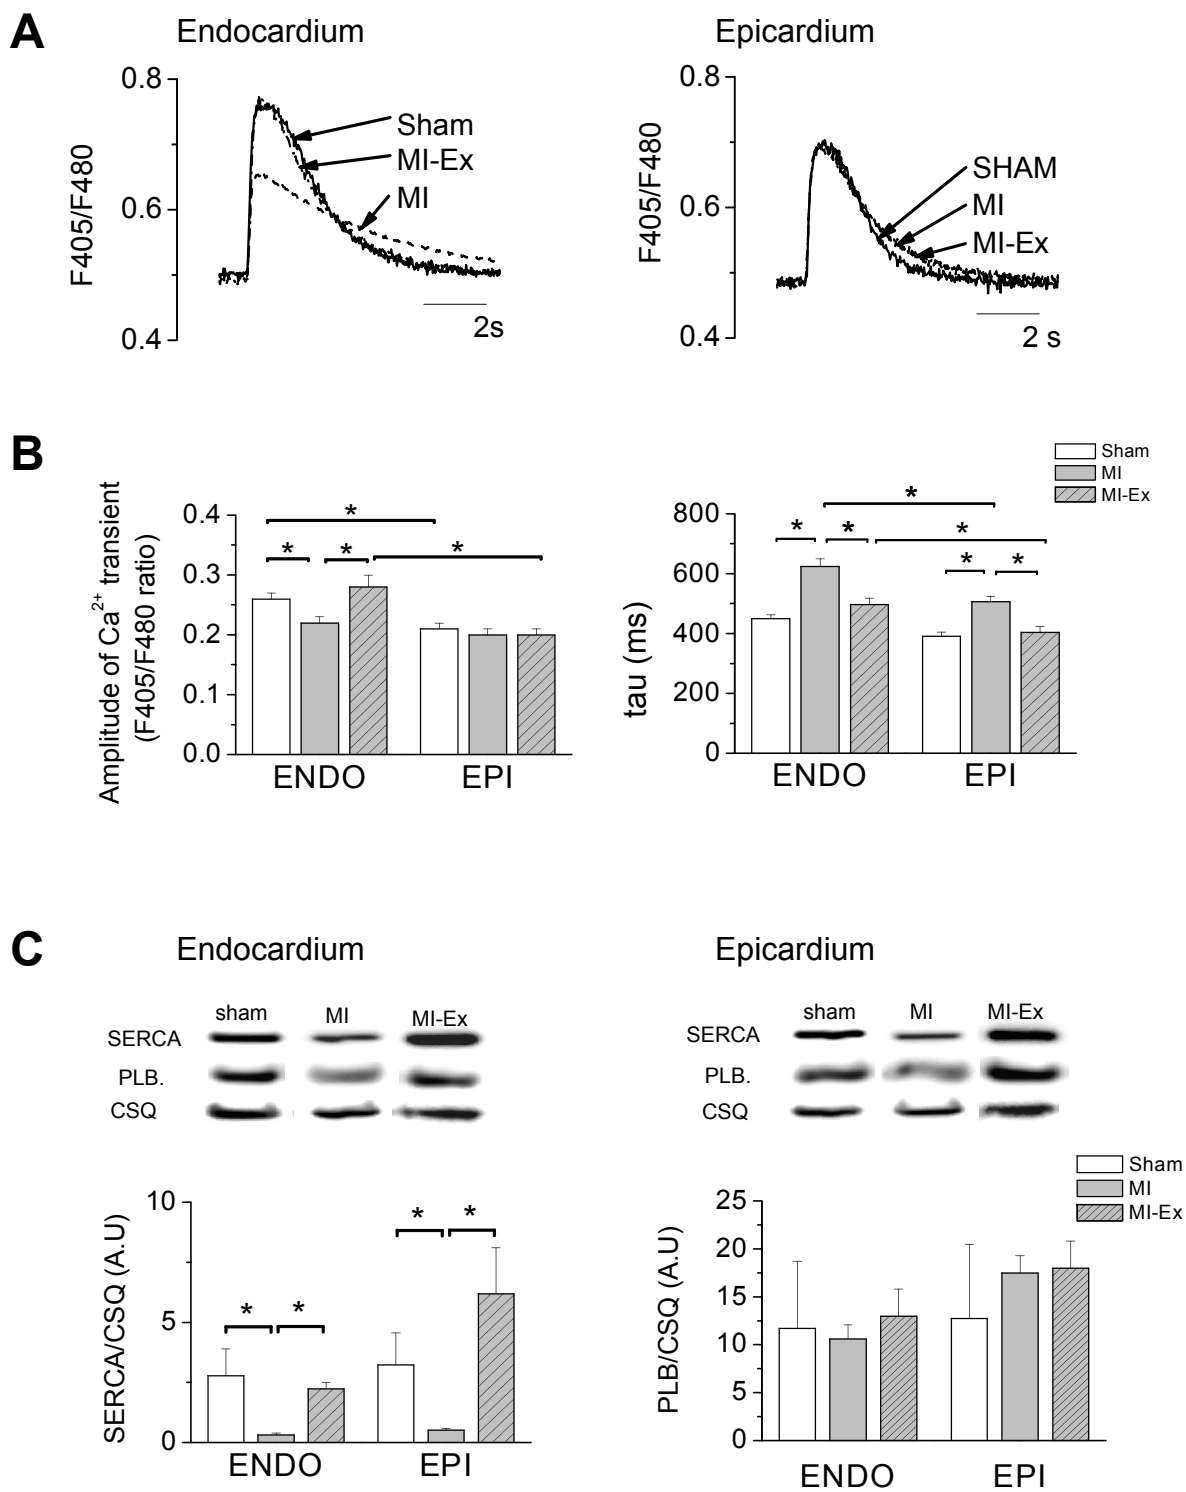 A
Endocardium
Epicardium
0.8
0.6
0.4
F405/F480
Sham
MI-Ex
MI
2s
0.8
0.6
0.4
F405/F480
SHAM
MI
MI-Ex
2 s
B
Sham
MI
MI-Ex
Amplitude of Ca2+ transient
(F405/F480 ratio)
0.4
0.3
0.2
0.1
0.0
*
* *
*
ENDO EPI
tau (ms)
800
600
400
200
0
*
* *
*
* *
ENDO EPI
C
Endocardium
Epicardium
sham MI MI-Ex
SERCA
PLB.
CSQ
sham MI MI-Ex
SERCA
PLB.
CSQ
Sham
MI
MI-Ex
SERCA/CSQ (A.U)
10
5
0
* *
* *
ENDO EPI
PLB/CSQ (A.U)
25
20
15
10
5
0
ENDO EPI